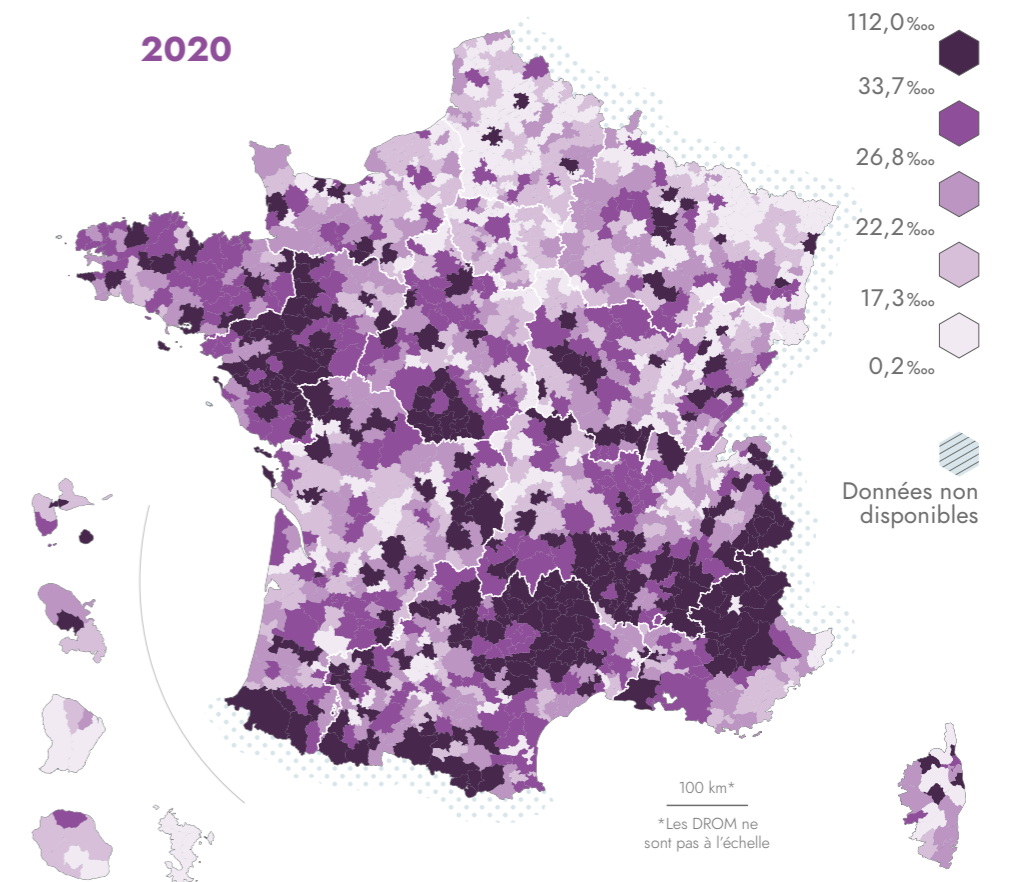 2020
112,0‱
33,7‱
26,8‱
22,2‱
17,3‱
0,2‱
Données non
disponibles
100 km*
*Les DROM ne
sont pas à l'échelle